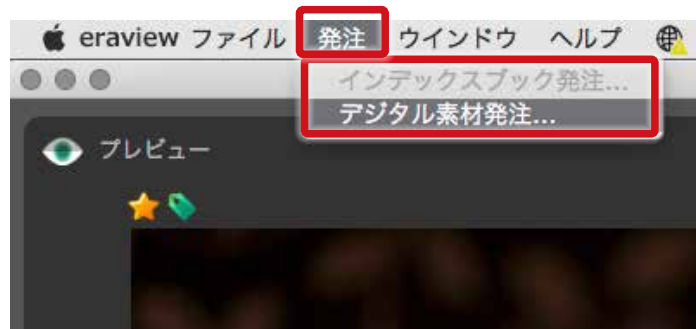 eraview ファイル 発注 ウインドウ ヘルプ
インデックスブック発注...
デジタル素材発注...
プレビュー